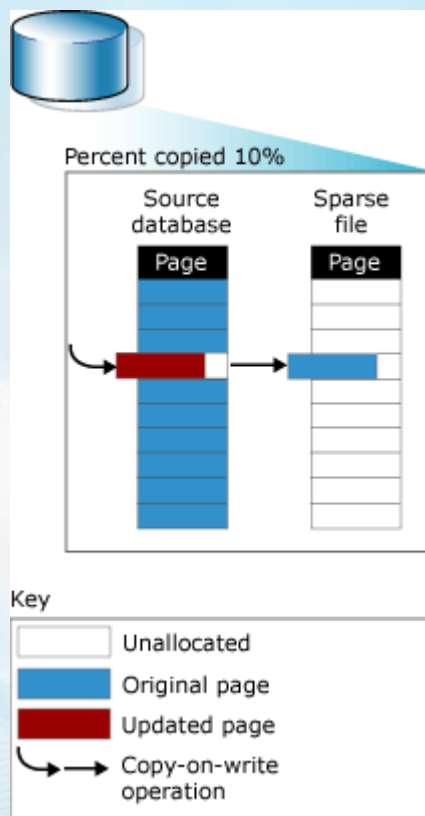 Percent copied 10%
Source
database
Sparse
file
Page
Page
Key
Unallocated
Original page
Updated page
Copy-on-write
operation